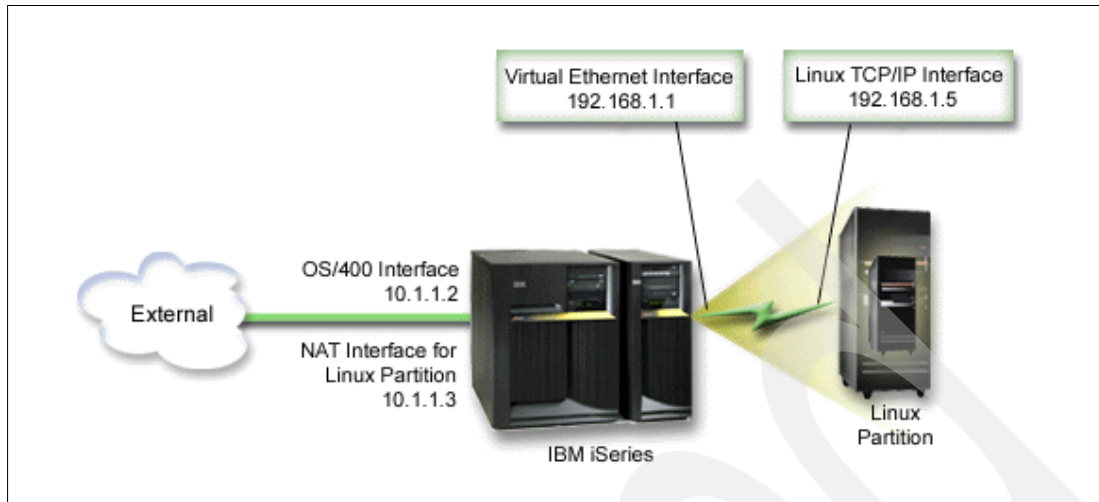 Virtual Ethernet Interface
192.168.1.1
Linux TCP/IP Interface
192.168.1.5
OS/400 Interface
10.1.1.2
External
NAT Interface for
Linux Partition
10.1.1.3
IBM iSeries
Linux
Partition